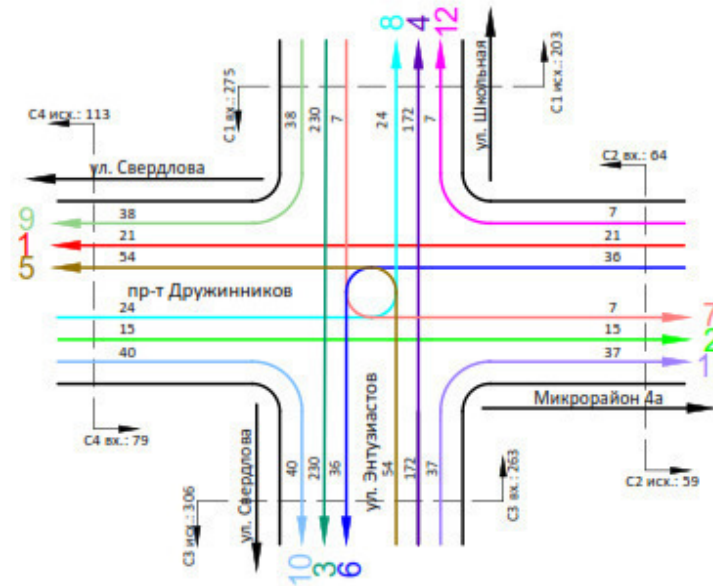 8 4 12
С1 вх.: 275
38
230
7
24
172
7
ул. Школьная
С1 исх.: 203
С4 исх.: 113
ул. Свердлова
С2 вх.: 64
9
38
7
1
21
21
5
54
36
пр-т Дружинников
24
7
7
15
15
2
40
37
1
Микрорайон 4а
С4 вх.: 79
С2 исх.: 59
С3 исх.: 306
ул. Свердлова
40
230
36
ул. Энтузиастов
54
172
37
С3 вх.: 263
10 3 6